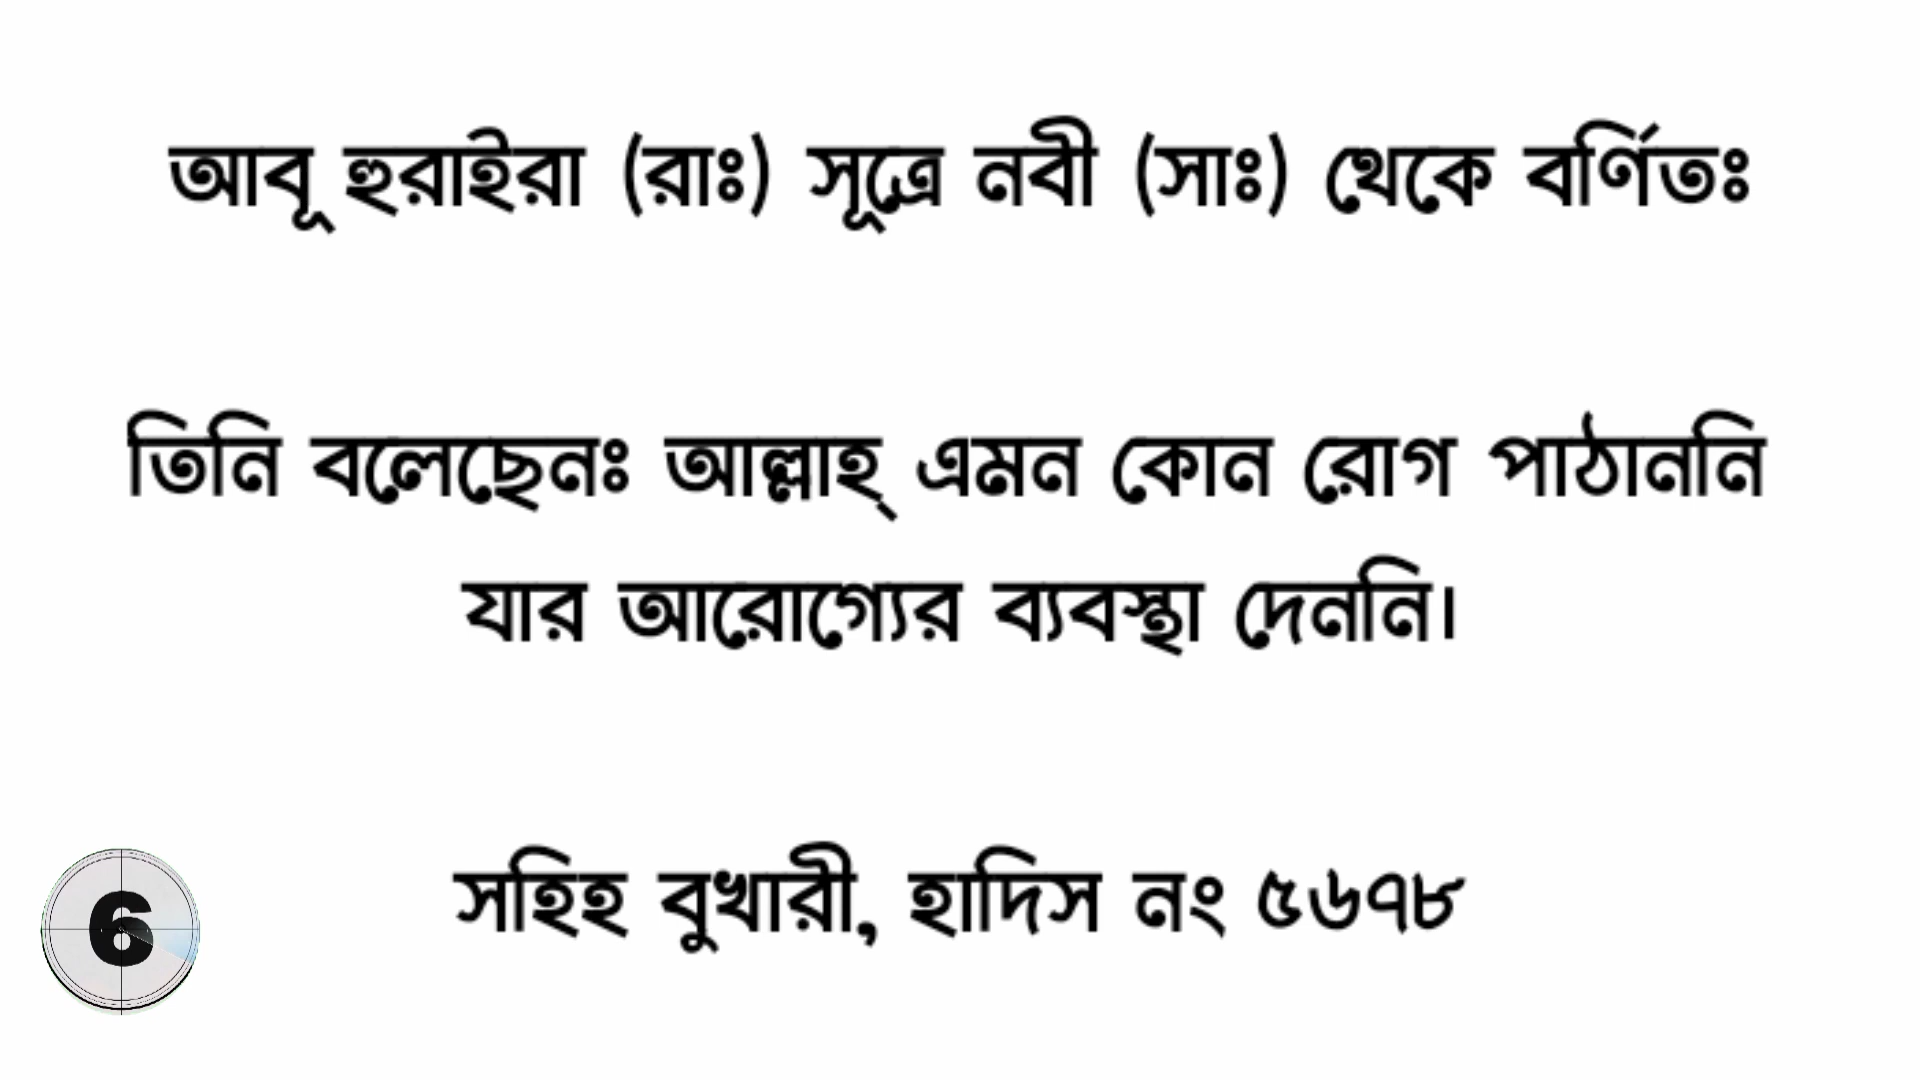 আবূ হুরাইরা (রাঃ) সূত্রে নবী (সাঃ) থেকে বর্ণিতঃ
তিনি বলেছেনঃ আল্লাহ্ এমন কোন রোগ পাঠাননি
যার আরোগ্যের ব্যবস্থা দেননি।
সহিহ বুখারী, হাদিস নং ৫৬৭৮
6